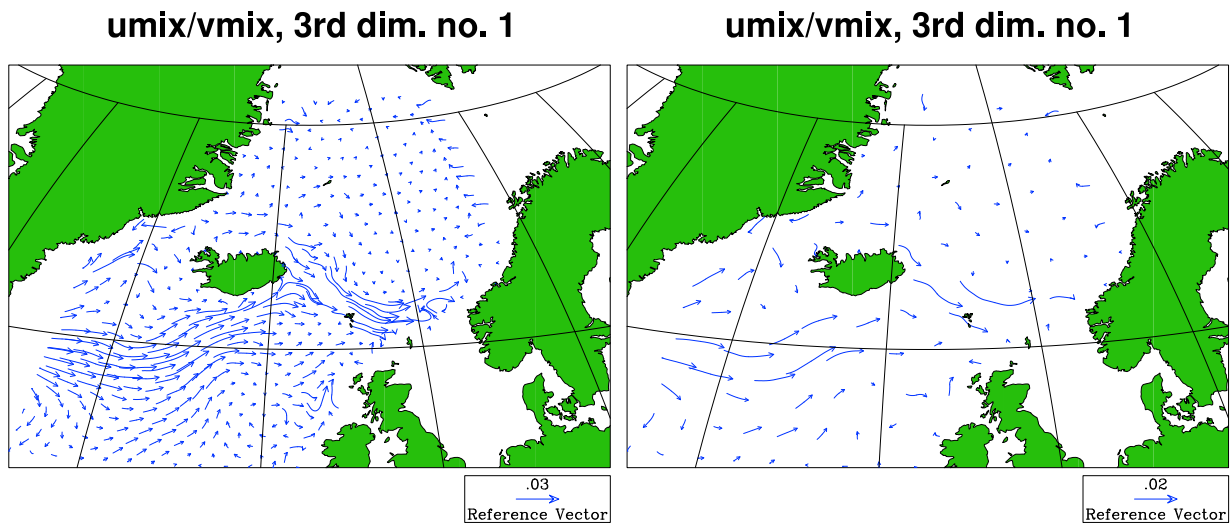 umix/vmix, 3rd dim. no. 1
umix/vmix, 3rd dim. no. 1
.03
Reference Vector
.02
Reference Vector